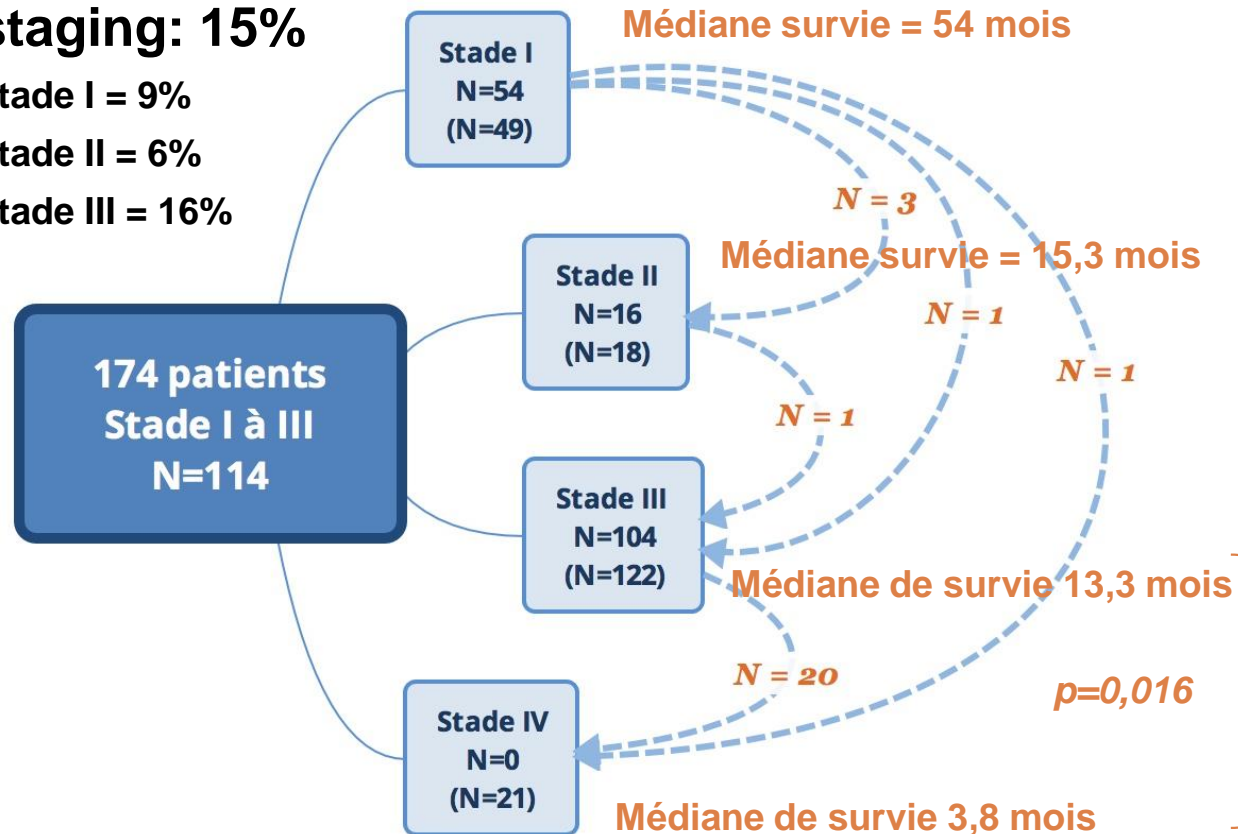 staging: 15%
tade I = 9%
tade II = 6%
tade III = 16%
Médiane survie = 54 mois
Stade I
N=54
(N=49)
N = 3
Médiane survie = 15,3 mois
Stade II
N=16
(N=18)
N = 1
N = 1
174 patients
Stade I à III
N=114
N = 1
Stade III
N=104
(N=122)
Médiane de survie 13,3 mois
N = 20
p=0,016
Stade IV
N=0
(N=21)
Médiane de survie 3,8 mois